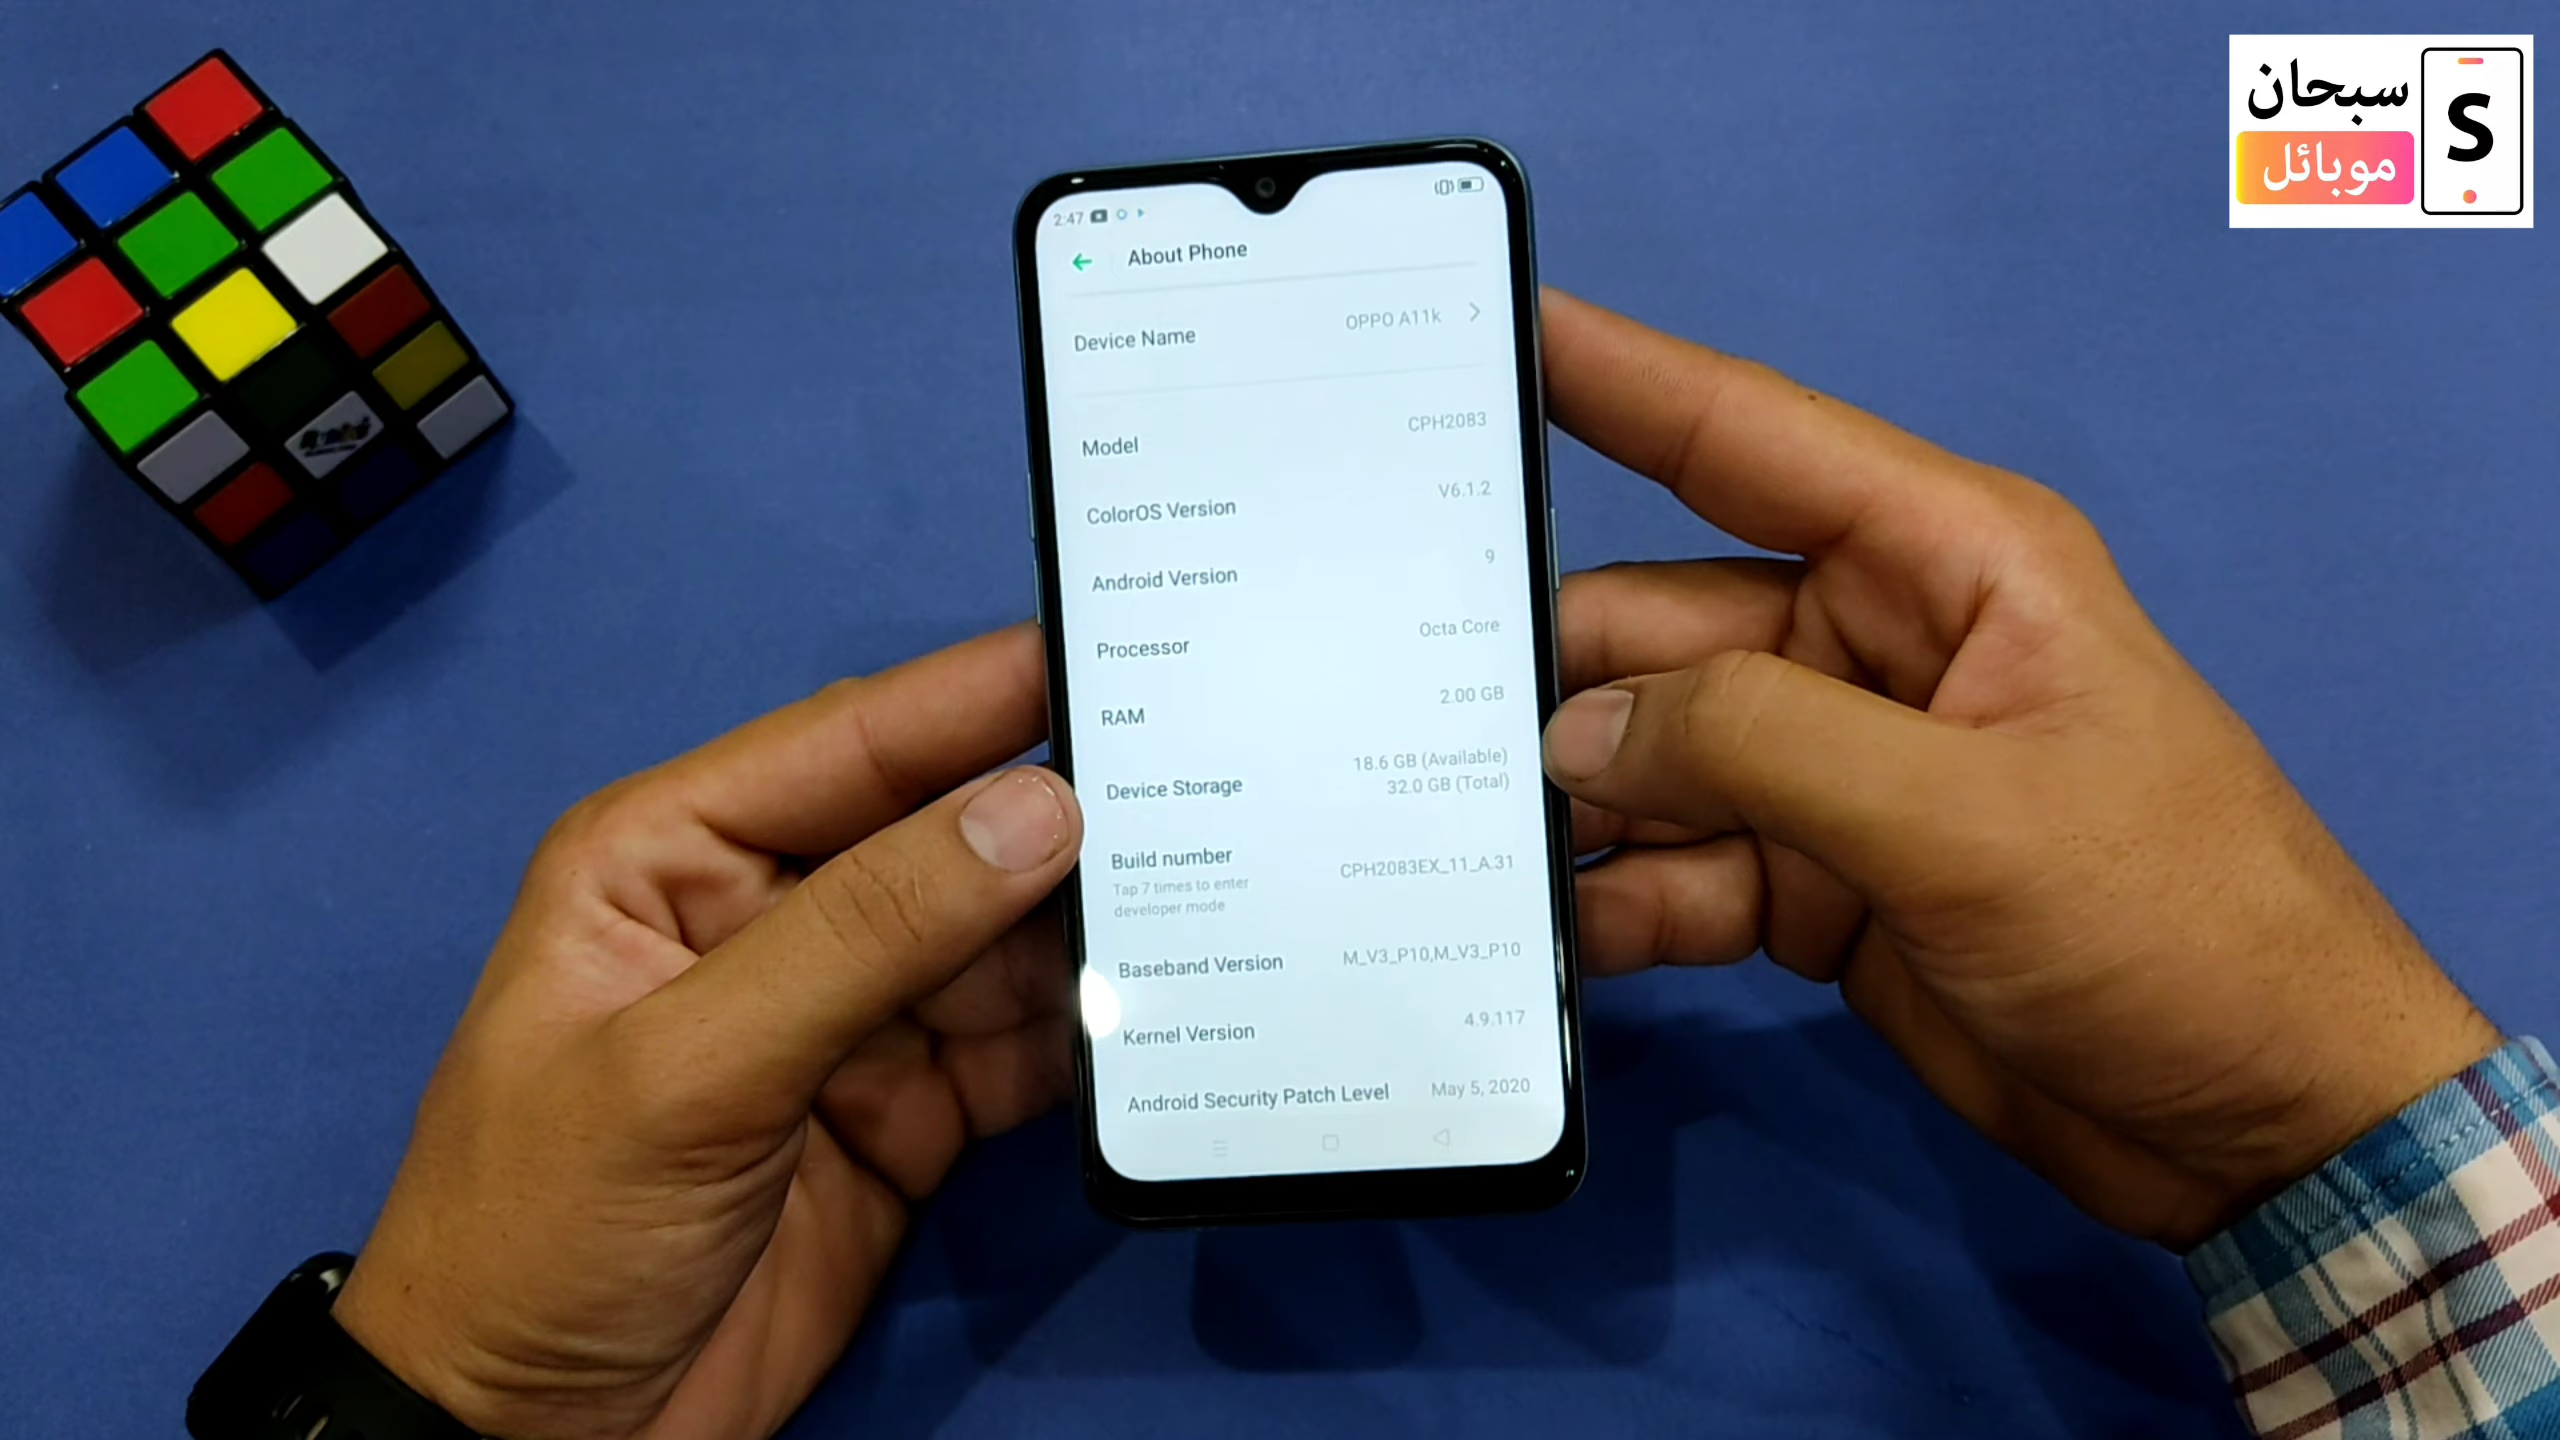 سبحان
موبائل
S
2:47
About Phone
Device Name OPPO A11k
Model CPH2083
ColorOS Version V6.1.2
Android Version 9
Processor Octa Core
RAM 2.00 GB
Device Storage 18.6 GB (Available)
32.0 GB (Total)
Build number CPH2083EX_11_A.31
Tap 7 times to enter
developer mode
Baseband Version M_V3_P10,M_V3_P10
Kernel Version 4.9.117
Android Security Patch Level May 5, 2020